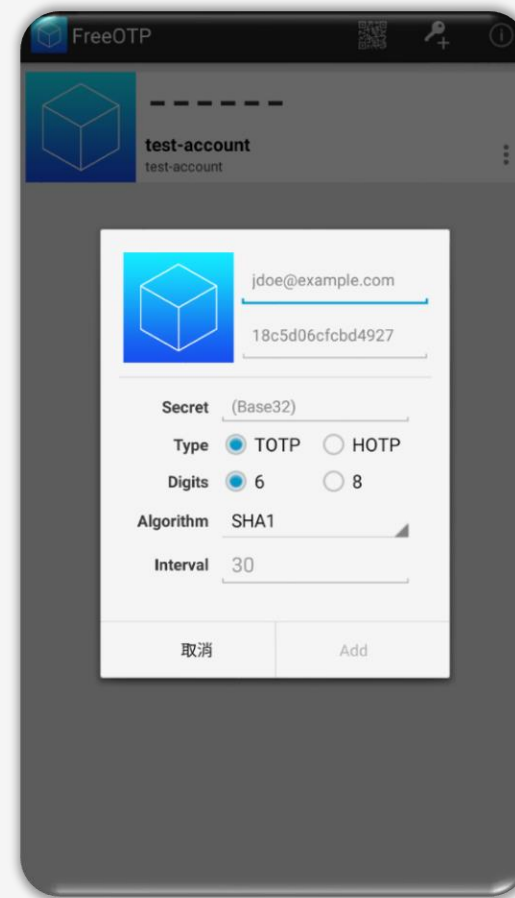 FreeOTP
------
test-account
test-account
jdoe@example.com
18c5d06cfcbd4927
Secret (Base32)
Type TOTP HOTP
Digits 6 8
Algorithm SHA1
Interval 30
取消 Add